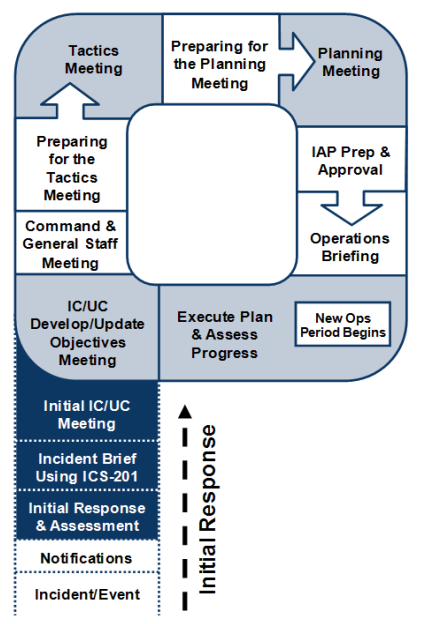 Tactics
Meeting
Preparing for
the Planning
Meeting
Planning
Meeting
Preparing
for the
Tactics
Meeting
IAP Prep &
Approval
Command &
General Staff
Meeting
Operations
Briefing
IC/UC
Develop/Update
Objectives
Meeting
Execute Plan
& Assess
Progress
New Ops
Period Begins
Initial IC/UC
Meeting
Incident Brief
Using ICS-201
Initial Response
& Assessment
Notifications
Incident/Event
Initial Response